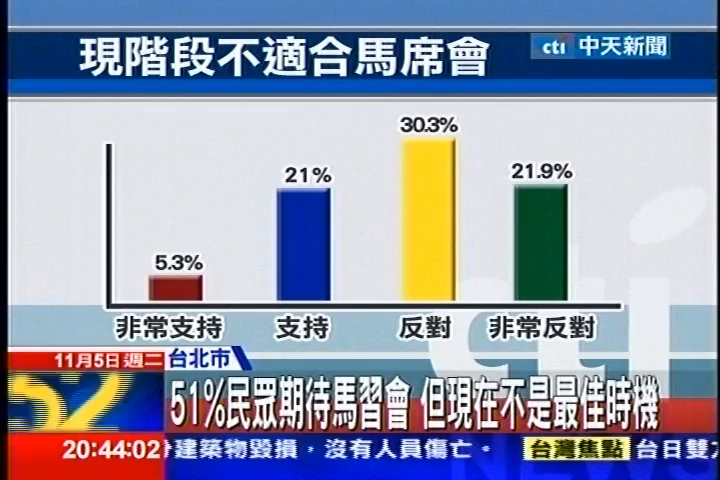 現階段不適合馬席會
cti 中天新聞
30.3%
21%
21.9%
5.3%
非常支持 支持 反對 非常反對
cti
11月5日 週二 台北市
52
51%民眾期待馬習會 但現在不是最佳時機
20:44:02 建築物毀損,沒有人員傷亡。 台灣焦點 台日雙
NEWS